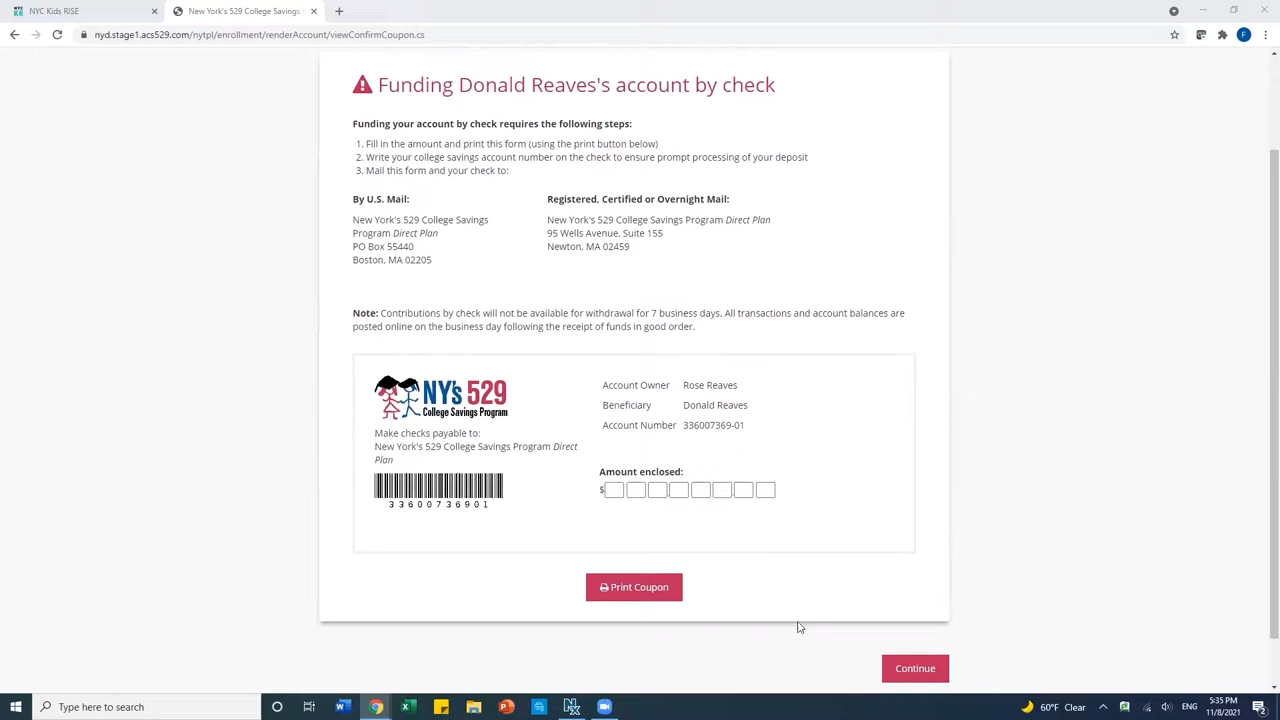 NYC Kids RISE
New York's 529 College Savings
nyd.stage1.acs529.com/nytpl/enrollment/renderAccount/viewConfirmCoupon.cs
F
Funding Donald Reaves's account by check
Funding your account by check requires the following steps:
1. Fill in the amount and print this form (using the print button below)
2. Write your college savings account number on the check to ensure prompt processing of your deposit
3. Mail this form and your check to:
By U.S. Mail:
New York's 529 College Savings
Program Direct Plan
PO Box 55440
Boston, MA 02205
Registered, Certified or Overnight Mail:
New York's 529 College Savings Program Direct Plan
95 Wells Avenue, Suite 155
Newton, MA 02459
Note: Contributions by check will not be available for withdrawal for 7 business days. All transactions and account balances are
posted online on the business day following the receipt of funds in good order.
NY's 529
College Savings Program
Make checks payable to:
New York's 529 College Savings Program Direct
Plan
33600736901
Account Owner Rose Reaves
Beneficiary Donald Reaves
Account Number 336007369-01
Amount enclosed:
$
Print Coupon
Continue
Type here to search
60°F Clear
5:35 PM
11/8/2021
2